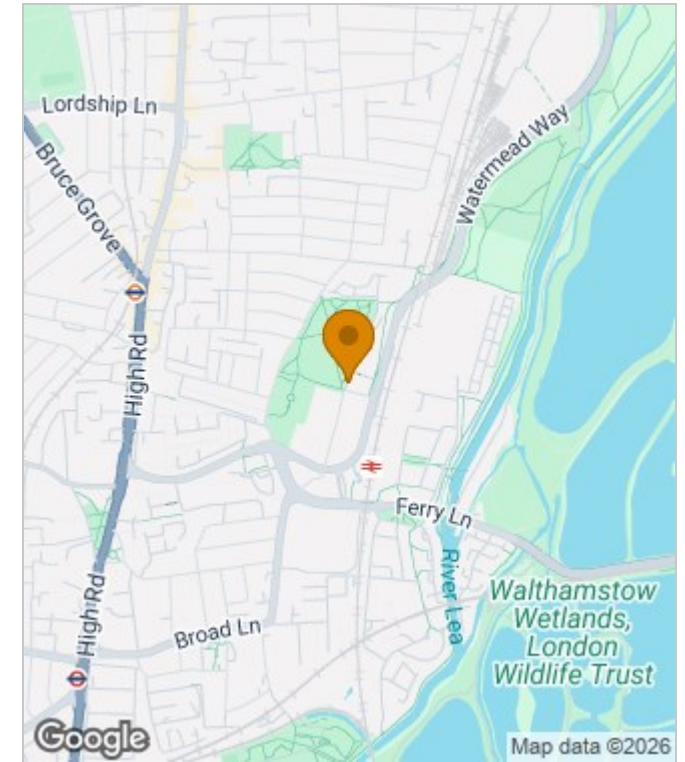 Lordship Ln
Bruce Grove
Watermead Way
High Rd
Ferry Ln
River Lea
High Rd
Broad Ln
Walthamstow
Wetlands,
London
Wildlife Trust
Google
Map data ©2026